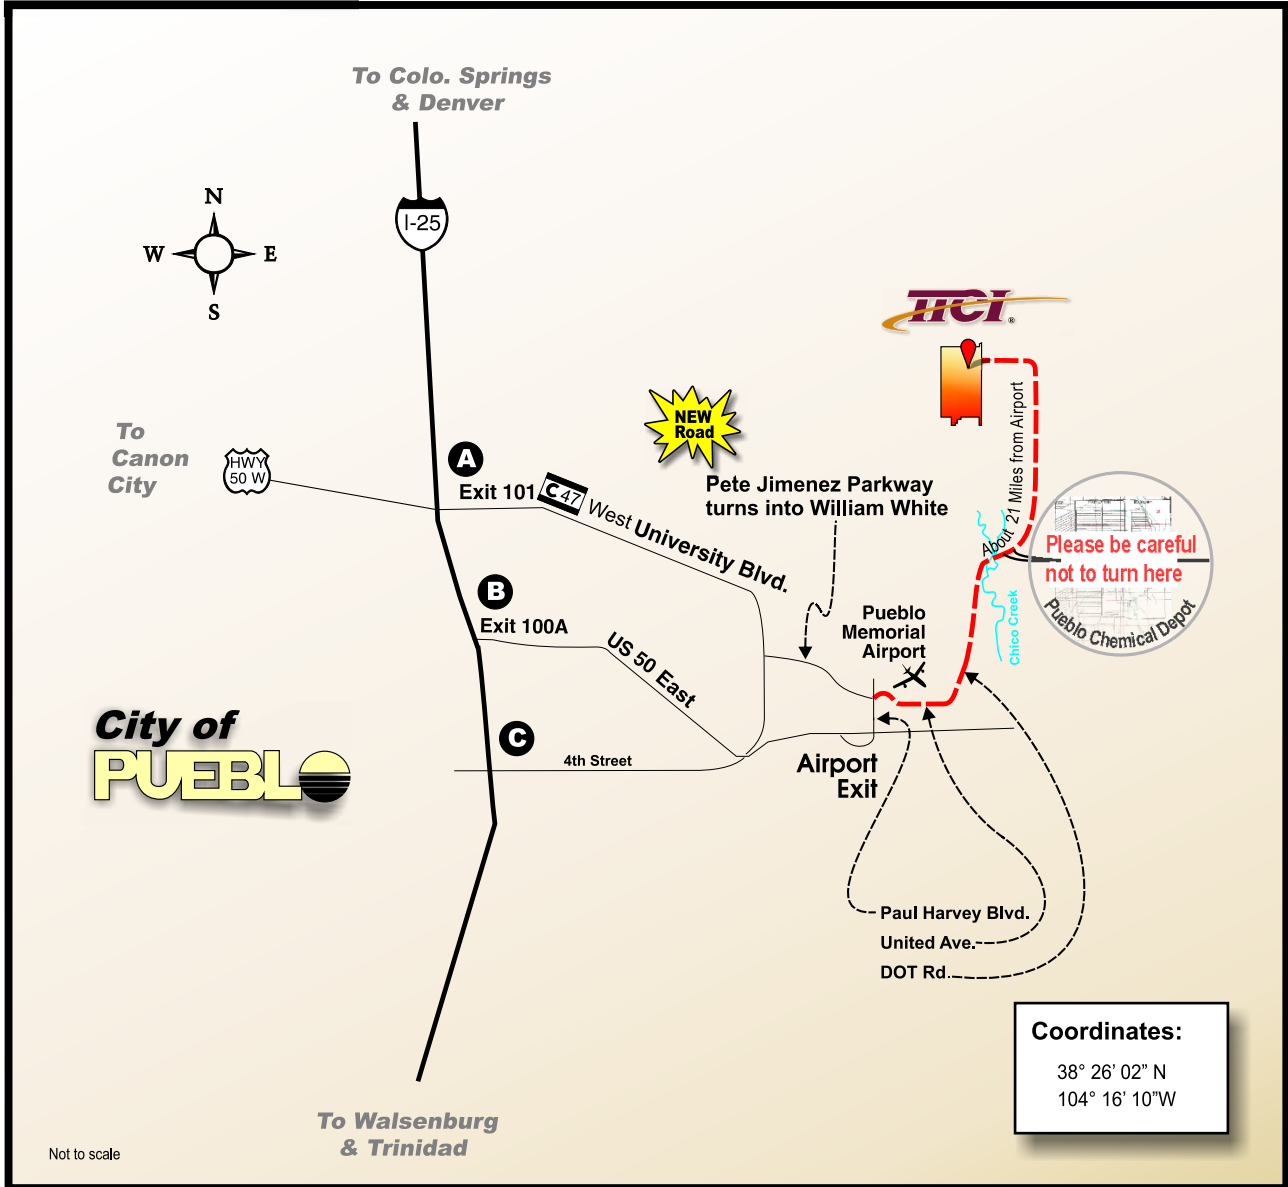 To Colo. Springs
& Denver
I-25
N
W
E
S
TTCI®
To
Canon
City
HWY
50 W
A
Exit 101
C 47
West University Blvd.
NEW
Road
Pete Jimenez Parkway
turns into William White
About 21 Miles from Airport
Please be careful
not to turn here
Pueblo Chemical Depot
Chico Creek
B
Exit 100A
US 50 East
Pueblo
Memorial
Airport
City of
PUEBLO
C
4th Street
Airport
Exit
Paul Harvey Blvd.
United Ave.
DOT Rd.
Coordinates:
38° 26’ 02” N
104° 16’ 10”W
To Walsenburg
& Trinidad
Not to scale